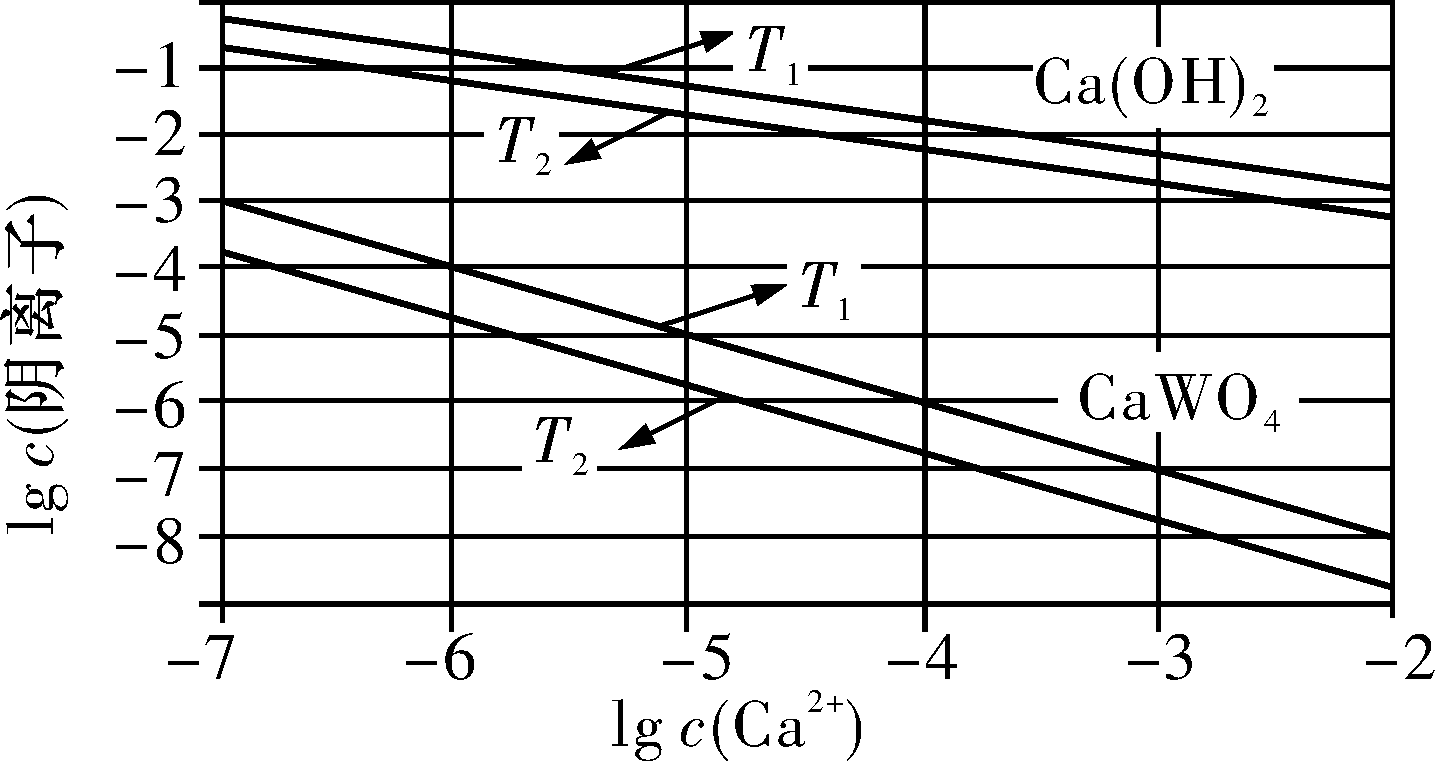 lg c(阴离子)
−1
−2
−3
−4
−5
−6
−7
−8
T₁
Ca(OH)₂
T₂
T₁
CaWO₄
T₂
−7 −6 −5 −4 −3 −2
lg c(Ca²⁺)